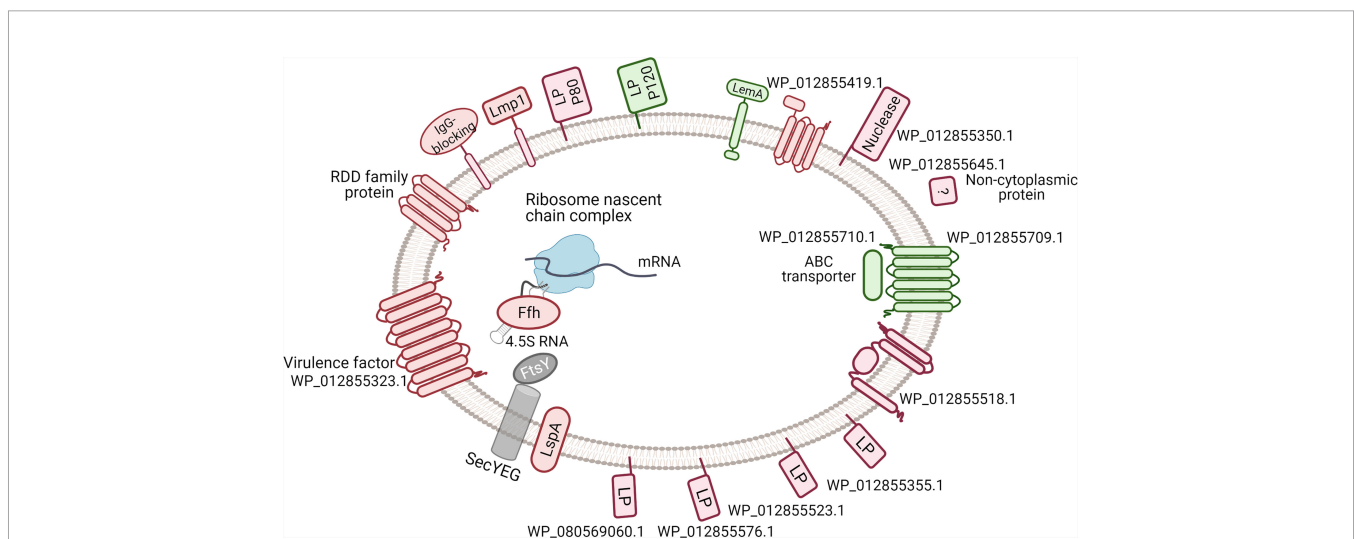 LP
P80
LP
P120
LemA
WP_012855419.1
Lmp1
IgG-
blocking
Nuclease
WP_012855350.1
WP_012855645.1
?
Non-cytoplasmic
protein
RDD family
protein
Ribosome nascent
chain complex
mRNA
WP_012855710.1
ABC
transporter
WP_012855709.1
Ffh
4.5S RNA
Virulence factor
WP_012855323.1
FtsY
WP_012855518.1
LspA
SecYEG
LP
LP
LP
LP
WP_012855355.1
WP_012855523.1
WP_080569060.1
WP_012855576.1